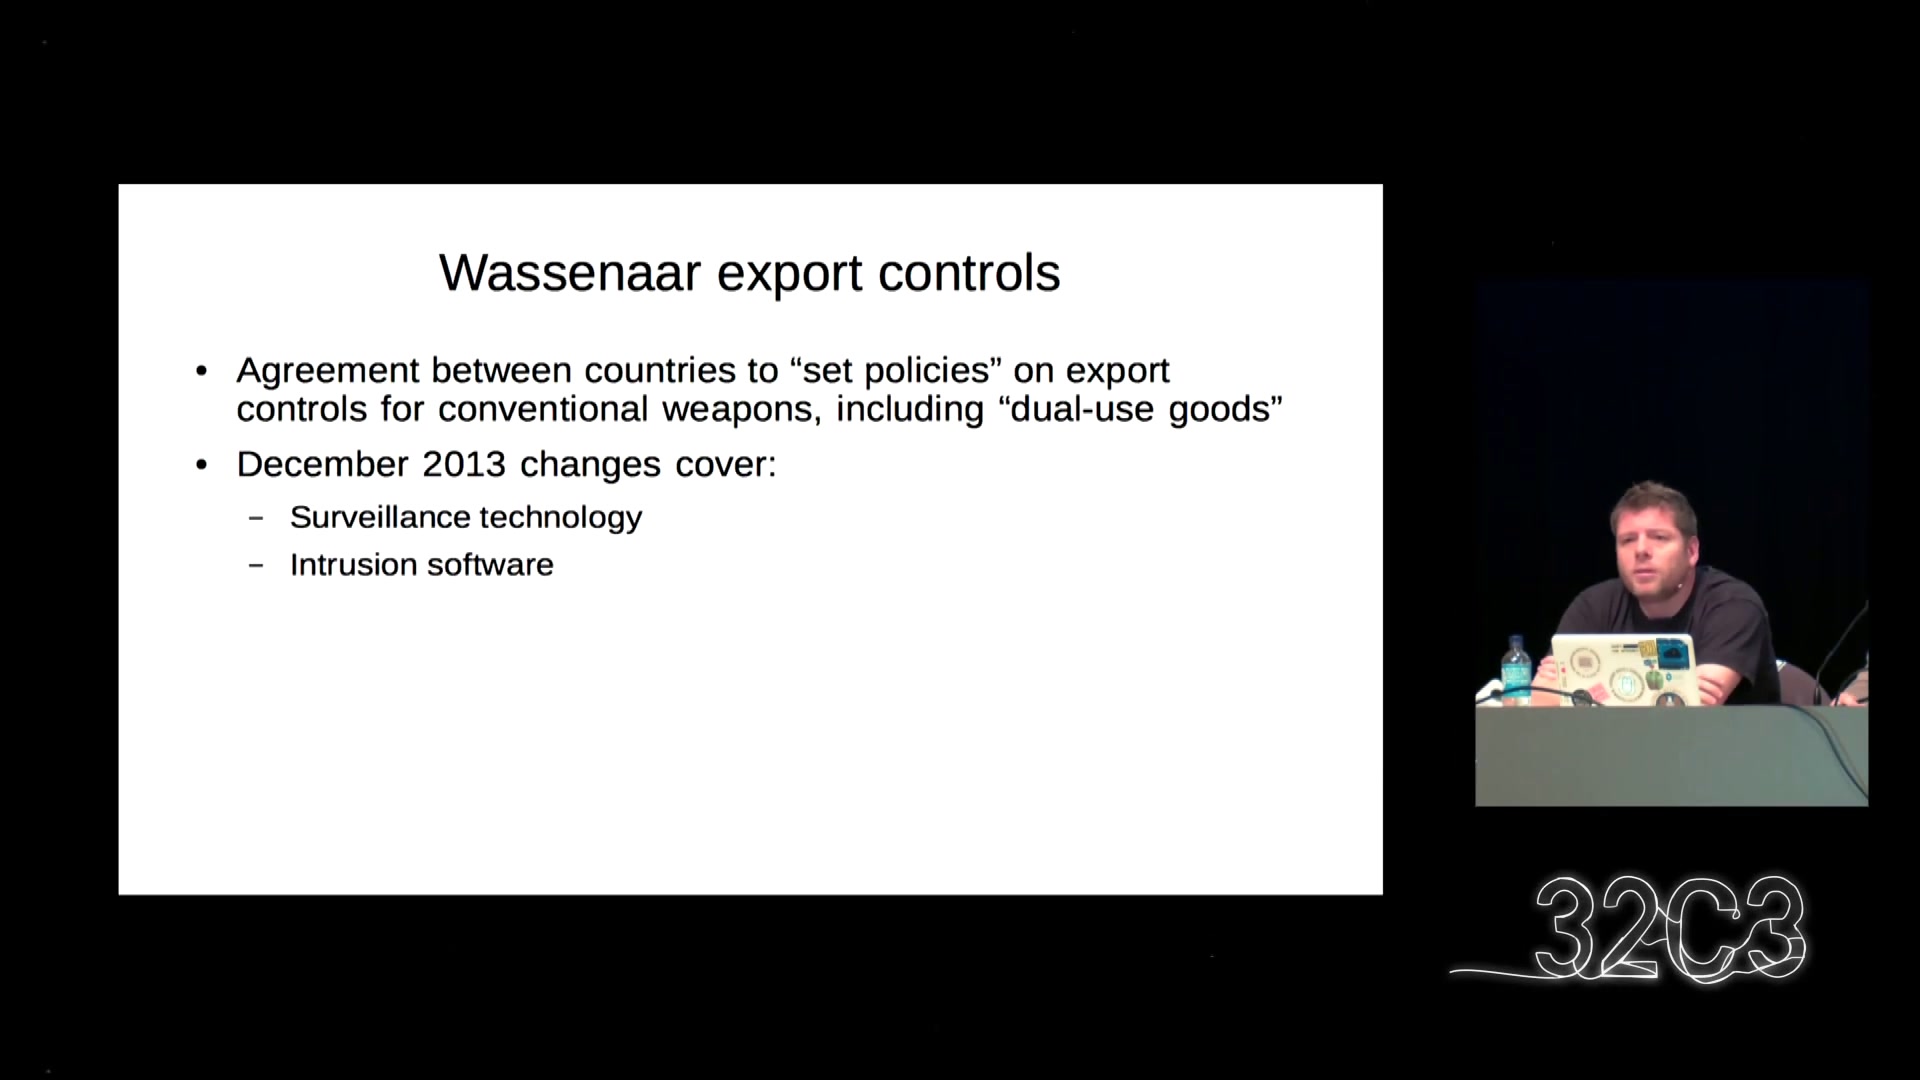 Wassenaar export controls
• Agreement between countries to “set policies” on export
controls for conventional weapons, including “dual-use goods”
• December 2013 changes cover:
– Surveillance technology
– Intrusion software
32C3